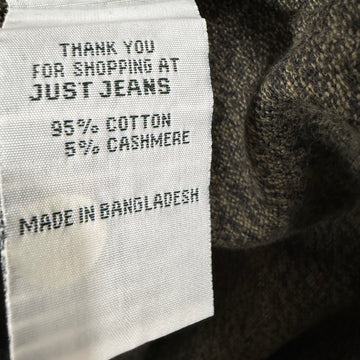 THANK YOU
FOR SHOPPING AT
JUST JEANS
95% COTTON
5% CASHMERE
MADE IN BANGLADESH